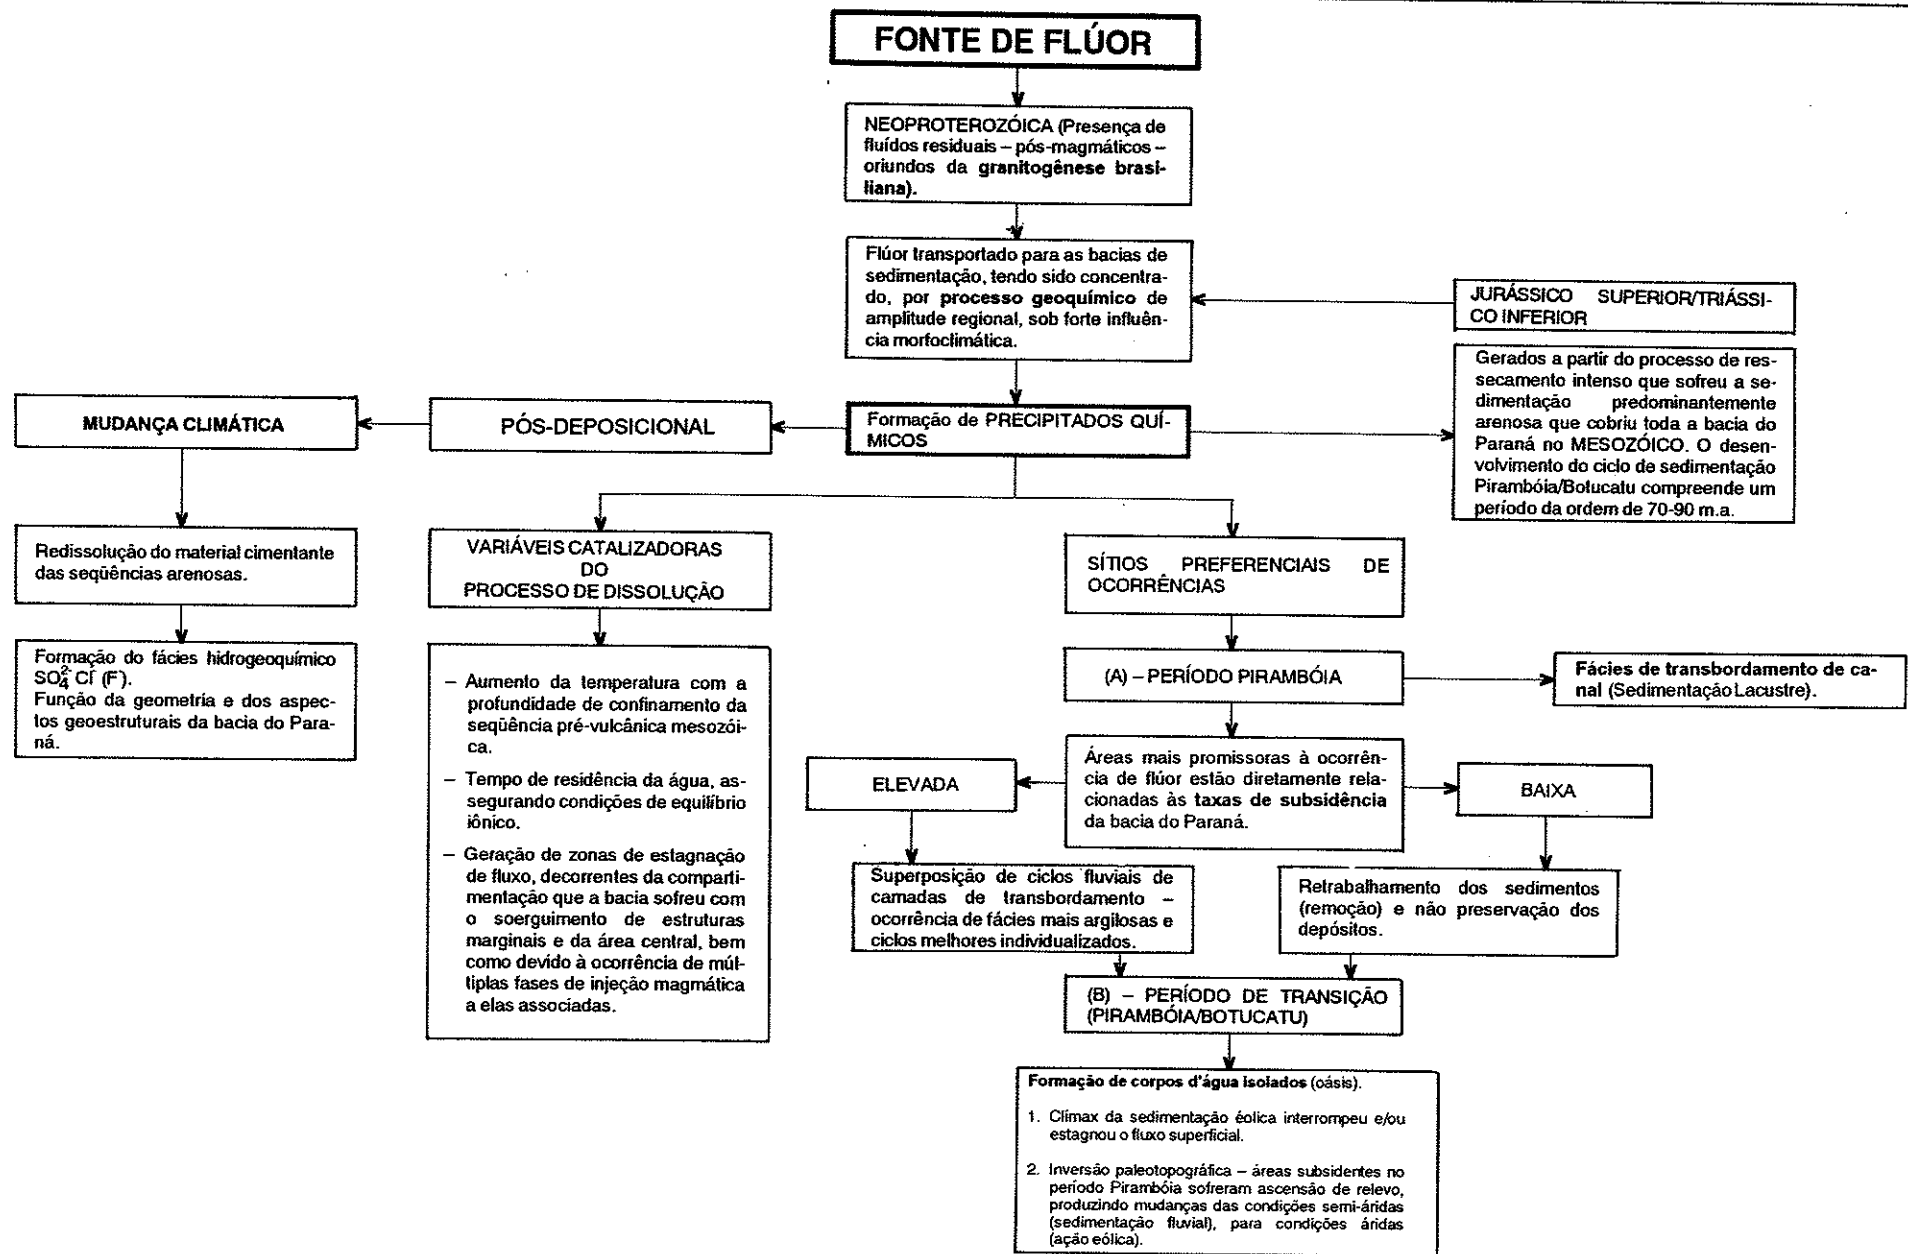 FONTE DE FLÚOR
NEOPROTEROZÓICA (Presença de
fluídos residuais – pós-magmáticos –
oriundos da granitogênese brasi-
liana).
Flúor transportado para as bacias de
sedimentação, tendo sido concentra-
do, por processo geoquímico de
amplitude regional, sob forte influên-
cia morfoclimática.
JURÁSSICO SUPERIOR/TRIÁSSI-
CO INFERIOR
Gerados a partir do processo de res-
secamento intenso que sofreu a se-
dimentação predominantemente
arenosa que cobriu toda a bacia do
Paraná no MESOZÓICO. O desen-
volvimento do ciclo de sedimentação
Pirambóia/Botucatu compreende um
período da ordem de 70-90 m.a.
Formação de PRECIPITADOS QUÍ-
MICOS
PÓS-DEPOSICIONAL
MUDANÇA CLIMÁTICA
Redissolução do material cimentante
das seqüências arenosas.
Formação do fácies hidrogeoquímico
SO₄²⁻ Cl⁻ (F⁻).
Função da geometria e dos aspec-
tos geoestruturais da bacia do Para-
ná.
VARIÁVEIS CATALIZADORAS
DO
PROCESSO DE DISSOLUÇÃO
– Aumento da temperatura com a
profundidade de confinamento da
seqüência pré-vulcânica mesozói-
ca.
– Tempo de residência da água, as-
segurando condições de equilíbrio
iônico.
– Geração de zonas de estagnação
de fluxo, decorrentes da comparti-
mentação que a bacia sofreu com
o soerguimento de estruturas
marginais e da área central, bem
como devido à ocorrência de múl-
tiplas fases de injeção magmática
a elas associadas.
SÍTIOS PREFERENCIAIS DE
OCORRÊNCIAS
(A) – PERÍODO PIRAMBÓIA
Fácies de transbordamento de ca-
nal (Sedimentação Lacustre).
Áreas mais promissoras à ocorrên-
cia de flúor estão diretamente rela-
cionadas às taxas de subsidência
da bacia do Paraná.
ELEVADA
BAIXA
Superposição de ciclos fluviais de
camadas de transbordamento –
ocorrência de fácies mais argilosas e
ciclos melhores individualizados.
Retrabalhamento dos sedimentos
(remoção) e não preservação dos
depósitos.
(B) – PERÍODO DE TRANSIÇÃO
(PIRAMBÓIA/BOTUCATU)
Formação de corpos d'água isolados (oásis).
1. Clímax da sedimentação éolica interrompeu e/ou
estagnou o fluxo superficial.
2. Inversão paleotopográfica – áreas subsidentes no
período Pirambóia sofreram ascensão de relevo,
produzindo mudanças das condições semi-áridas
(sedimentação fluvial), para condições áridas
(ação eólica).